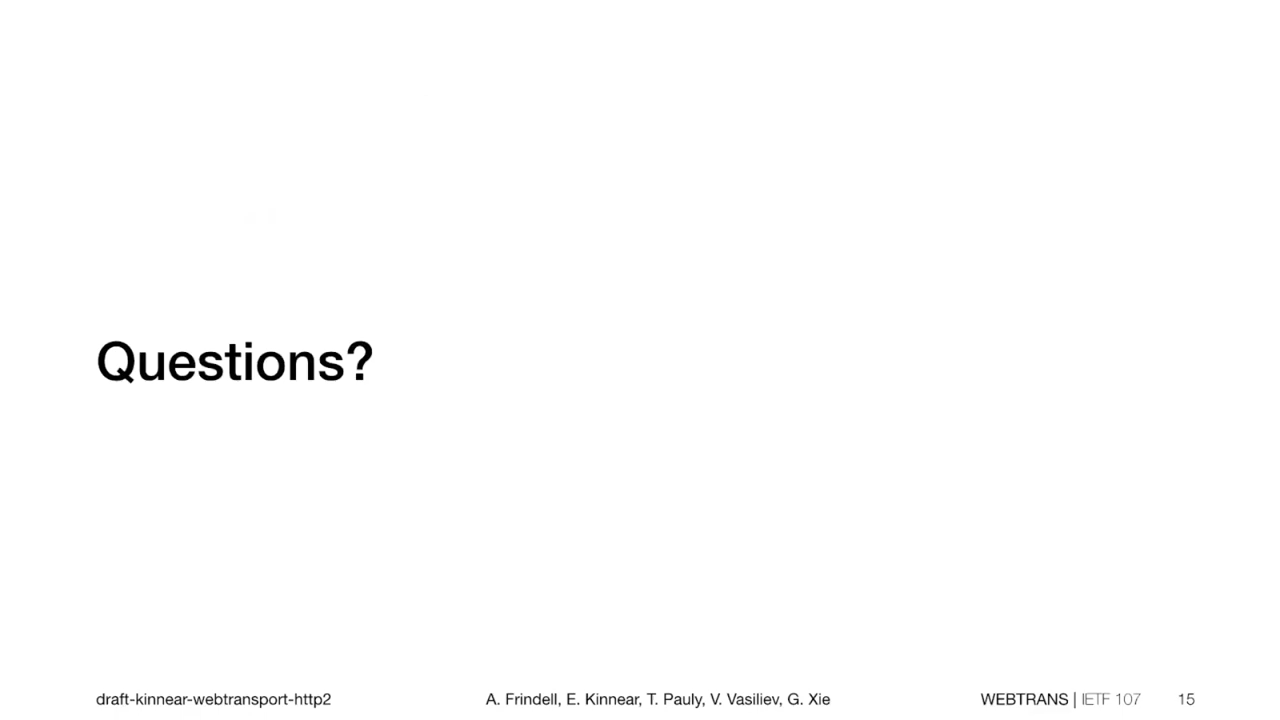 Questions?
draft-kinnear-webtransport-http2 A. Frindell, E. Kinnear, T. Pauly, V. Vasiliev, G. Xie WEBTRANS | IETF 107 15